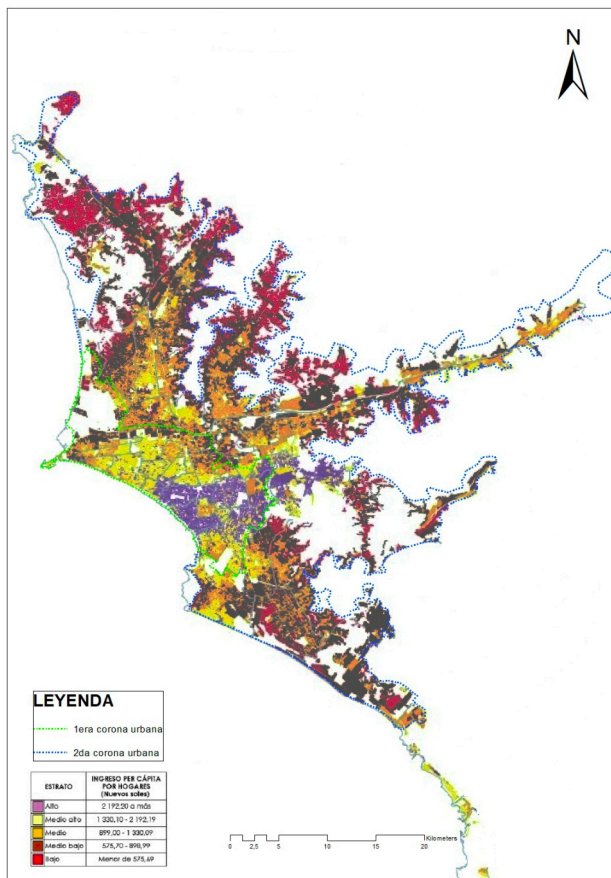 N
LEYENDA
1era corona urbana
2da corona urbana
ESTRATO
INGRESO PER CÁPITA
POR HOGARES
(Nuevos soles)
Alto 2 192,20 a más
Medio alto 1 330,10 - 2 192,19
Medio 899,00 - 1 330,09
Medio bajo 575,70 - 898,99
Bajo Menor de 575,69
Kilometers
0 2,5 5 10 15 20